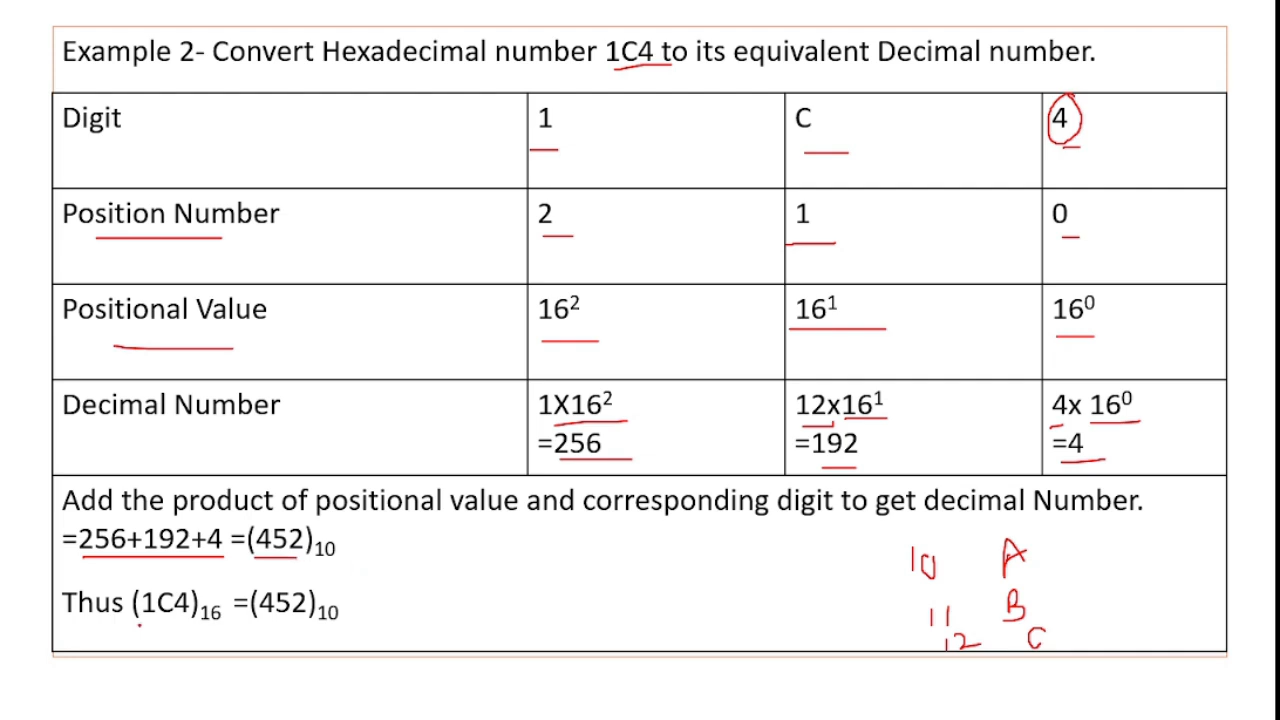 Example 2- Convert Hexadecimal number 1C4 to its equivalent Decimal number.
Digit 1 C 4
Position Number 2 1 0
Positional Value 16² 16¹ 16⁰
Decimal Number 1X16² 12x16¹ 4x 16⁰
=256 =192 =4
Add the product of positional value and corresponding digit to get decimal Number.
=256+192+4 =(452)₁₀
Thus (1C4)₁₆ =(452)₁₀
10 A
11 B
12 C